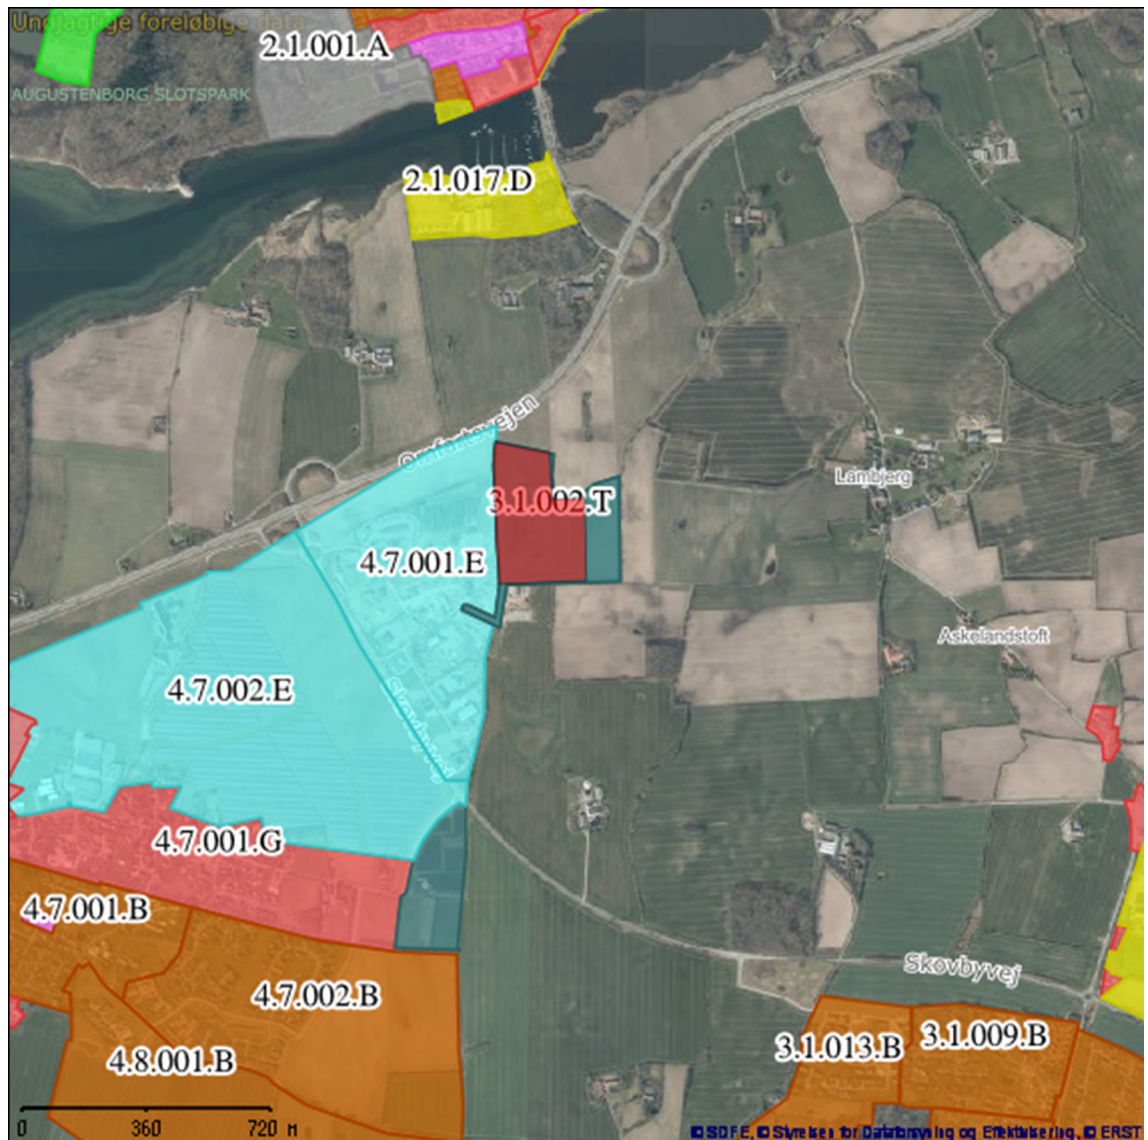 Unøjagtige foreløbige data
2.1.001.A
AUGUSTENBORG SLOTSPARK
2.1.017.D
Omfartsvejen
Lambjerg
3.1.002.T
4.7.001.E
Askelandstoft
4.7.002.E
Skovbyvej
4.7.001.G
4.7.001.B
Skovbyvej
4.7.002.B
3.1.013.B
3.1.009.B
4.8.001.B
0 360 720 M
© SDFE, © Styrelsen for Dataforsyning og Effektivisering, © ERST